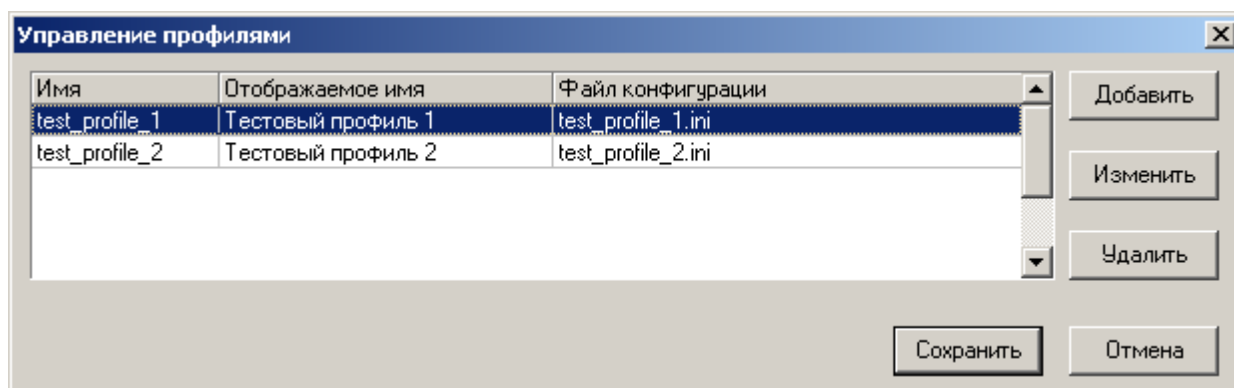 Управление профилями
Имя Отображаемое имя Файл конфигурации
test_profile_1 Тестовый профиль 1 test_profile_1.ini
test_profile_2 Тестовый профиль 2 test_profile_2.ini
Добавить
Изменить
Удалить
Сохранить Отмена